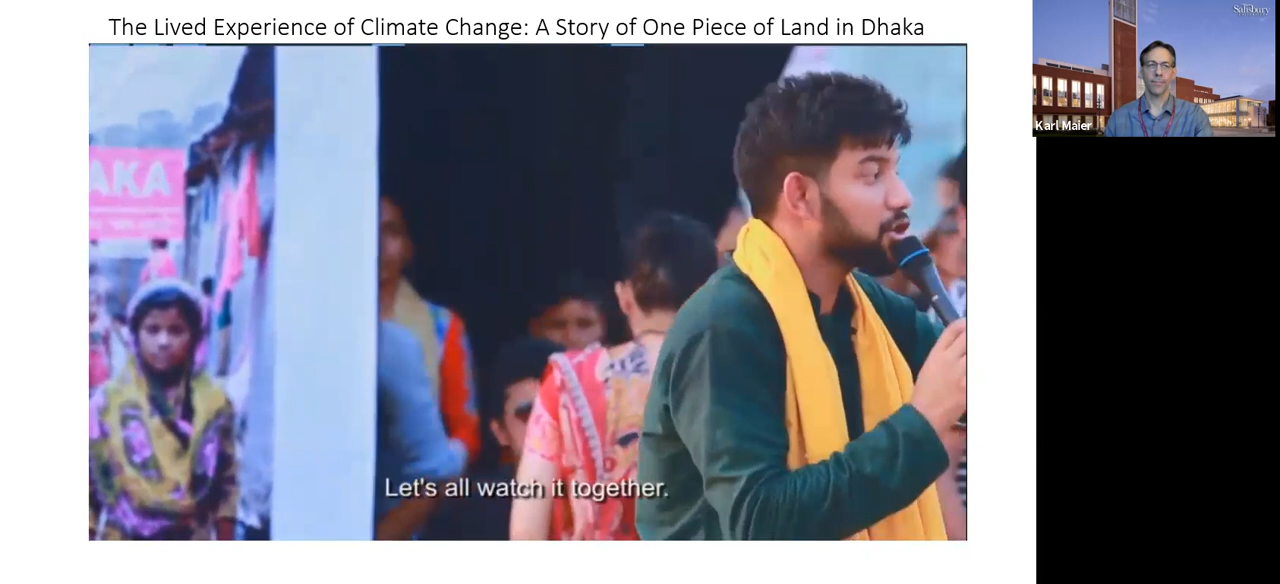 The Lived Experience of Climate Change: A Story of One Piece of Land in Dhaka
Salisbury
Karl Maier
AKA
Let's all watch it together.